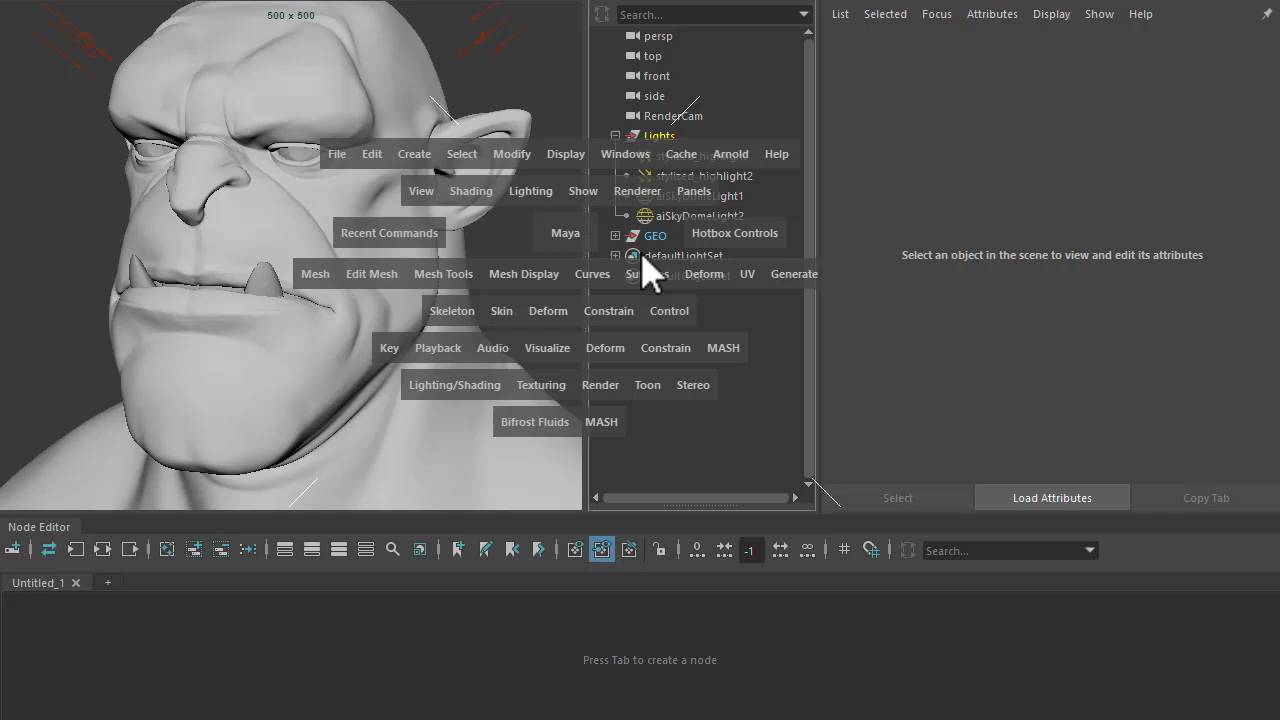 500 x 500
Search...
List Selected Focus Attributes Display Show Help
persp
top
front
side
RenderCam
Lights
File Edit Create Select Modify Display Windows Cache Arnold Help
stylized_highlight2
View Shading Lighting Show Renderer Panels
aiSkyDomeLight1
aiSkyDomeLight2
Recent Commands Maya Hotbox Controls
GEO
defaultLightSet
Select an object in the scene to view and edit its attributes
Mesh Edit Mesh Mesh Tools Mesh Display Curves Deform UV Generate
Skeleton Skin Deform Constrain Control
Key Playback Audio Visualize Deform Constrain MASH
Lighting/Shading Texturing Render Toon Stereo
Bifrost Fluids MASH
Select Load Attributes Copy Tab
Node Editor
0 -1 Search...
Untitled_1 +
Press Tab to create a node